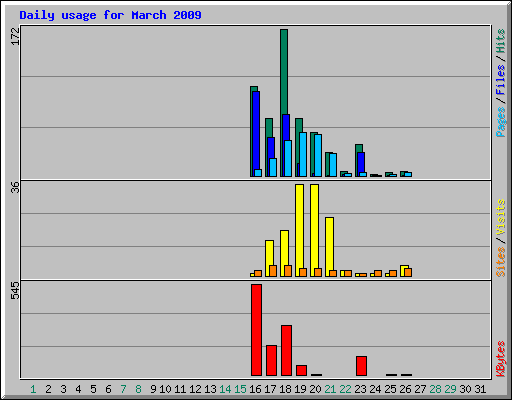 Daily usage for March 2009
172
36
545
Pages/Files/Hits
Sites/Visits
KBytes
1 2 3 4 5 6 7 8 9 10 11 12 13 14 15 16 17 18 19 20 21 22 23 24 25 26 27 28 29 30 31